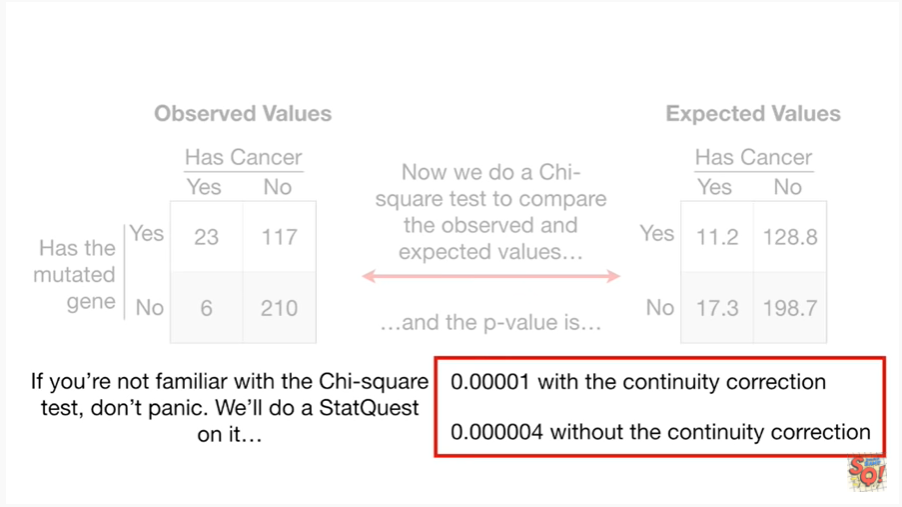 Observed Values
Has Cancer
Yes No
Has the
mutated
gene
Yes 23 117
No 6 210
Now we do a Chi-
square test to compare
the observed and
expected values…
…and the p-value is…
Expected Values
Has Cancer
Yes No
Yes 11.2 128.8
No 17.3 198.7
If you’re not familiar with the Chi-square
test, don’t panic. We’ll do a StatQuest
on it…
0.00001 with the continuity correction
0.000004 without the continuity correction
SQ!